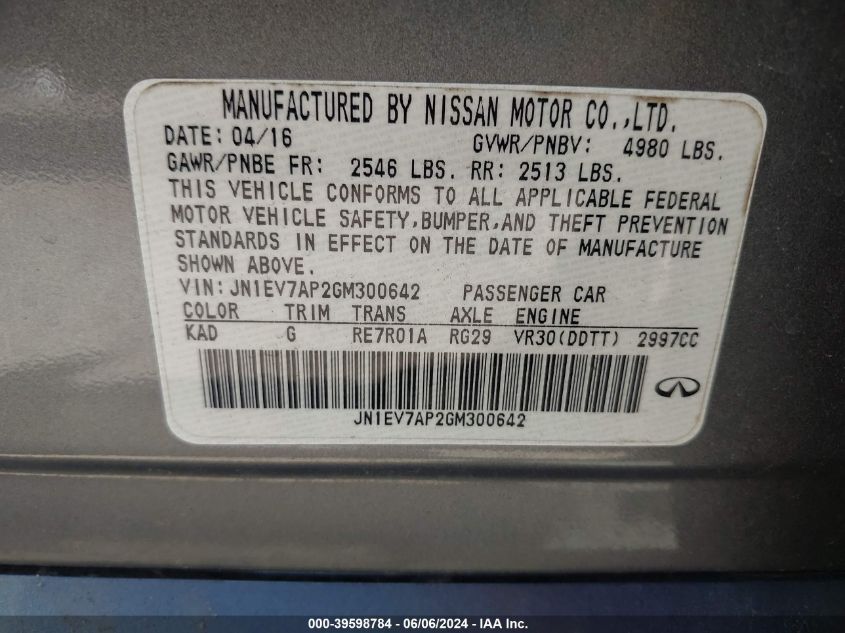 MANUFACTURED BY NISSAN MOTOR CO.,LTD.
DATE: 04/16 GVWR/PNBV: 4980 LBS.
GAWR/PNBE FR: 2546 LBS. RR: 2513 LBS.
THIS VEHICLE CONFORMS TO ALL APPLICABLE FEDERAL
MOTOR VEHICLE SAFETY,BUMPER,AND THEFT PREVENTION
STANDARDS IN EFFECT ON THE DATE OF MANUFACTURE
SHOWN ABOVE.
VIN:JN1EV7AP2GM300642 PASSENGER CAR
COLOR TRIM TRANS AXLE ENGINE
KAD G RE7R01A RG29 VR30(DDTT) 2997CC
JN1EV7AP2GM300642
000-39598784 - 06/06/2024 - IAA Inc.